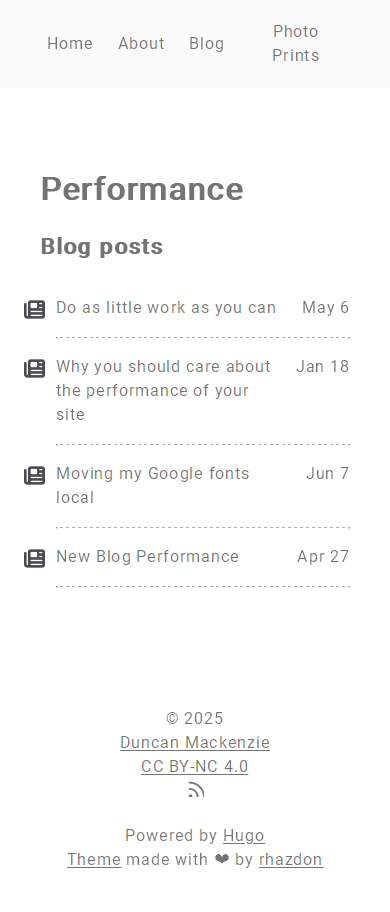 Home About Blog Photo Prints
Performance
Blog posts
Do as little work as you can May 6
Why you should care about Jan 18
the performance of your
site
Moving my Google fonts Jun 7
local
New Blog Performance Apr 27
© 2025
Duncan Mackenzie
CC BY-NC 4.0
Powered by Hugo
Theme made with ❤ by rhazdon